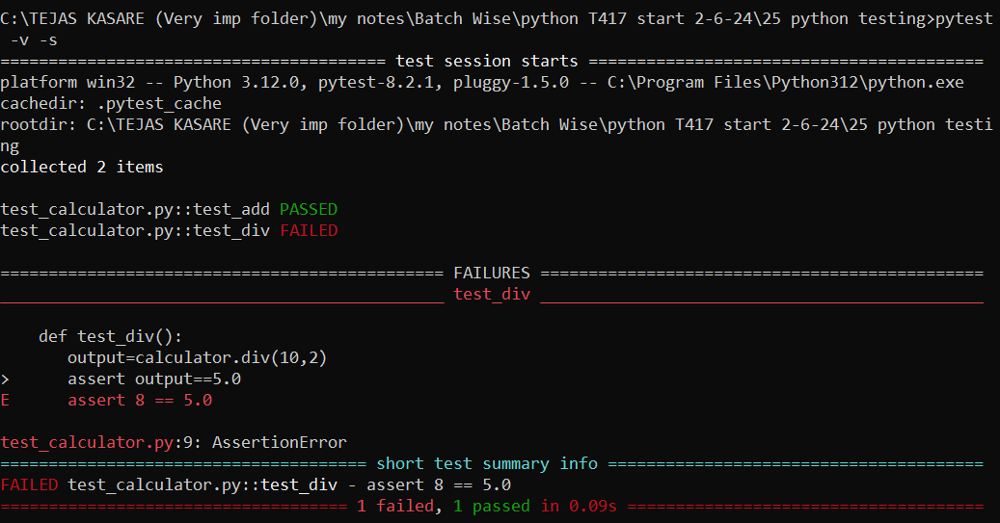 C:\TEJAS KASARE (Very imp folder)\my notes\Batch Wise\python T417 start 2-6-24\25 python testing>pytest
 -v -s
======================================== test session starts =========================================
platform win32 -- Python 3.12.0, pytest-8.2.1, pluggy-1.5.0 -- C:\Program Files\Python312\python.exe
cachedir: .pytest_cache
rootdir: C:\TEJAS KASARE (Very imp folder)\my notes\Batch Wise\python T417 start 2-6-24\25 python testi
ng
collected 2 items

test_calculator.py::test_add PASSED
test_calculator.py::test_div FAILED

============================================== FAILURES ==============================================
______________________________________________ test_div ______________________________________________

    def test_div():
       output=calculator.div(10,2)
>      assert output==5.0
E      assert 8 == 5.0

test_calculator.py:9: AssertionError
====================================== short test summary info =======================================
FAILED test_calculator.py::test_div - assert 8 == 5.0
==================================== 1 failed, 1 passed in 0.09s =====================================